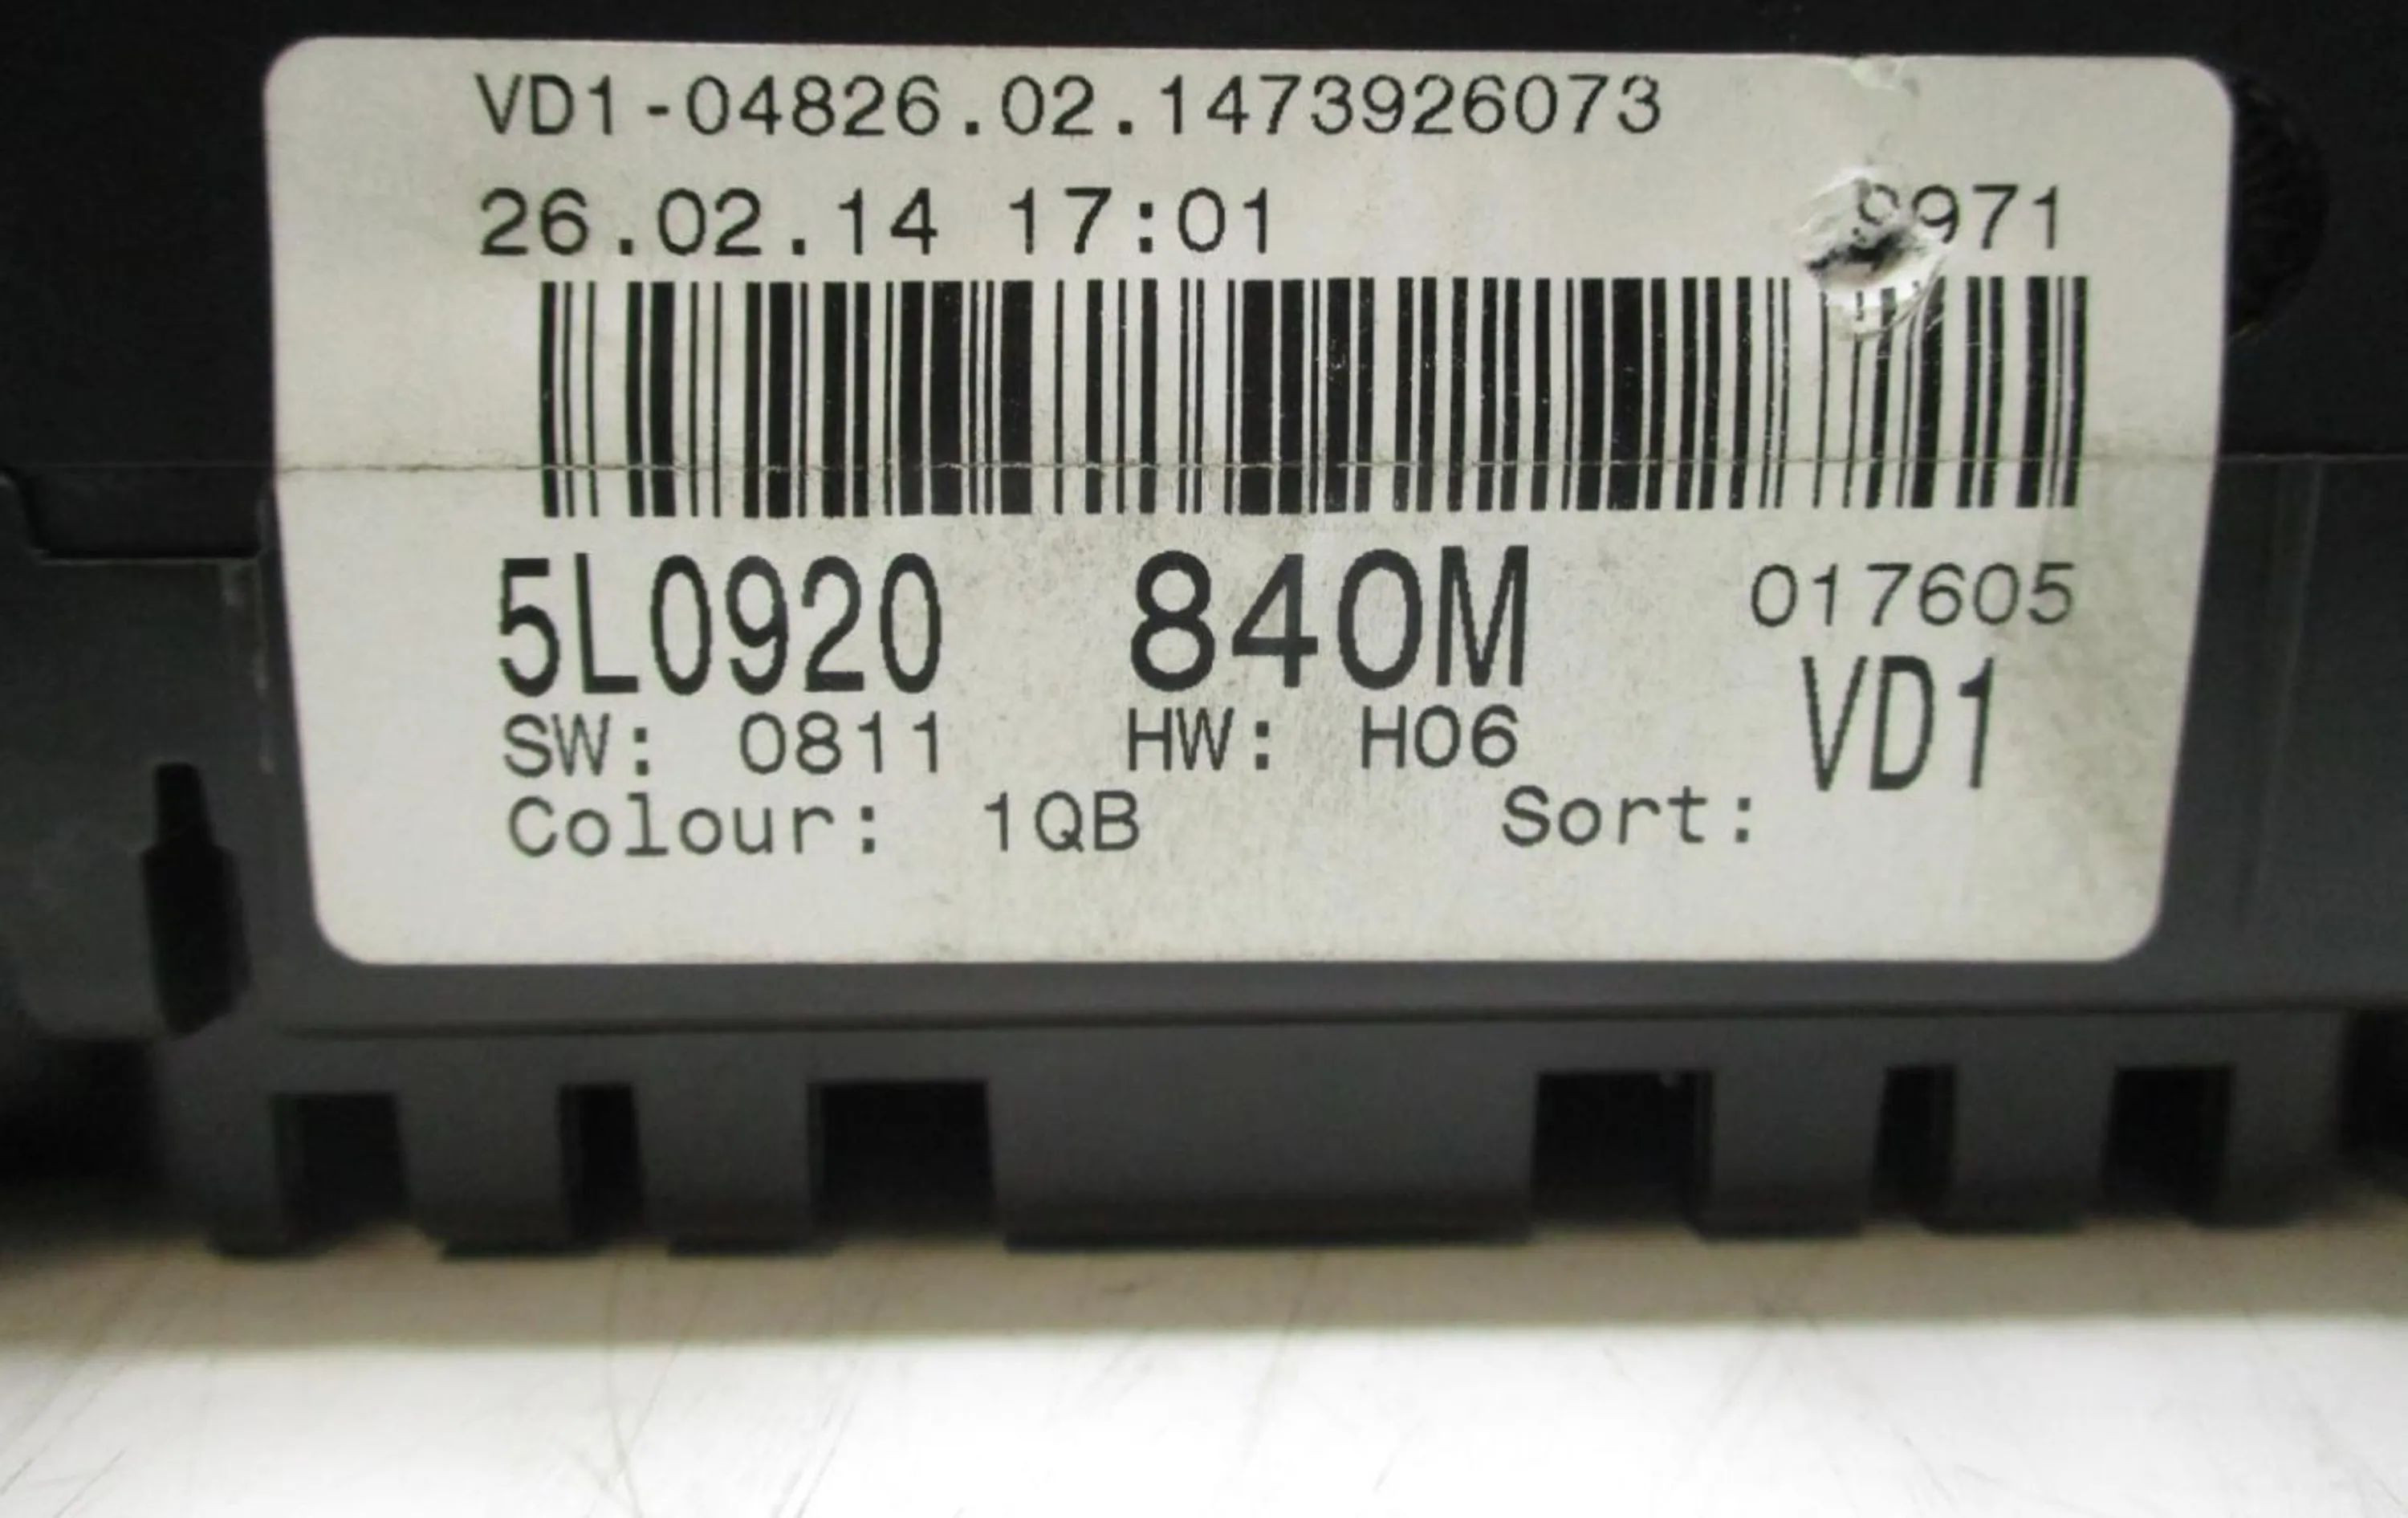 VD1-04826.02.1473926073
26.02.14 17:01
5L0920 840M 017605
SW: 0811 HW: H06 VD1
Colour: 1QB Sort: